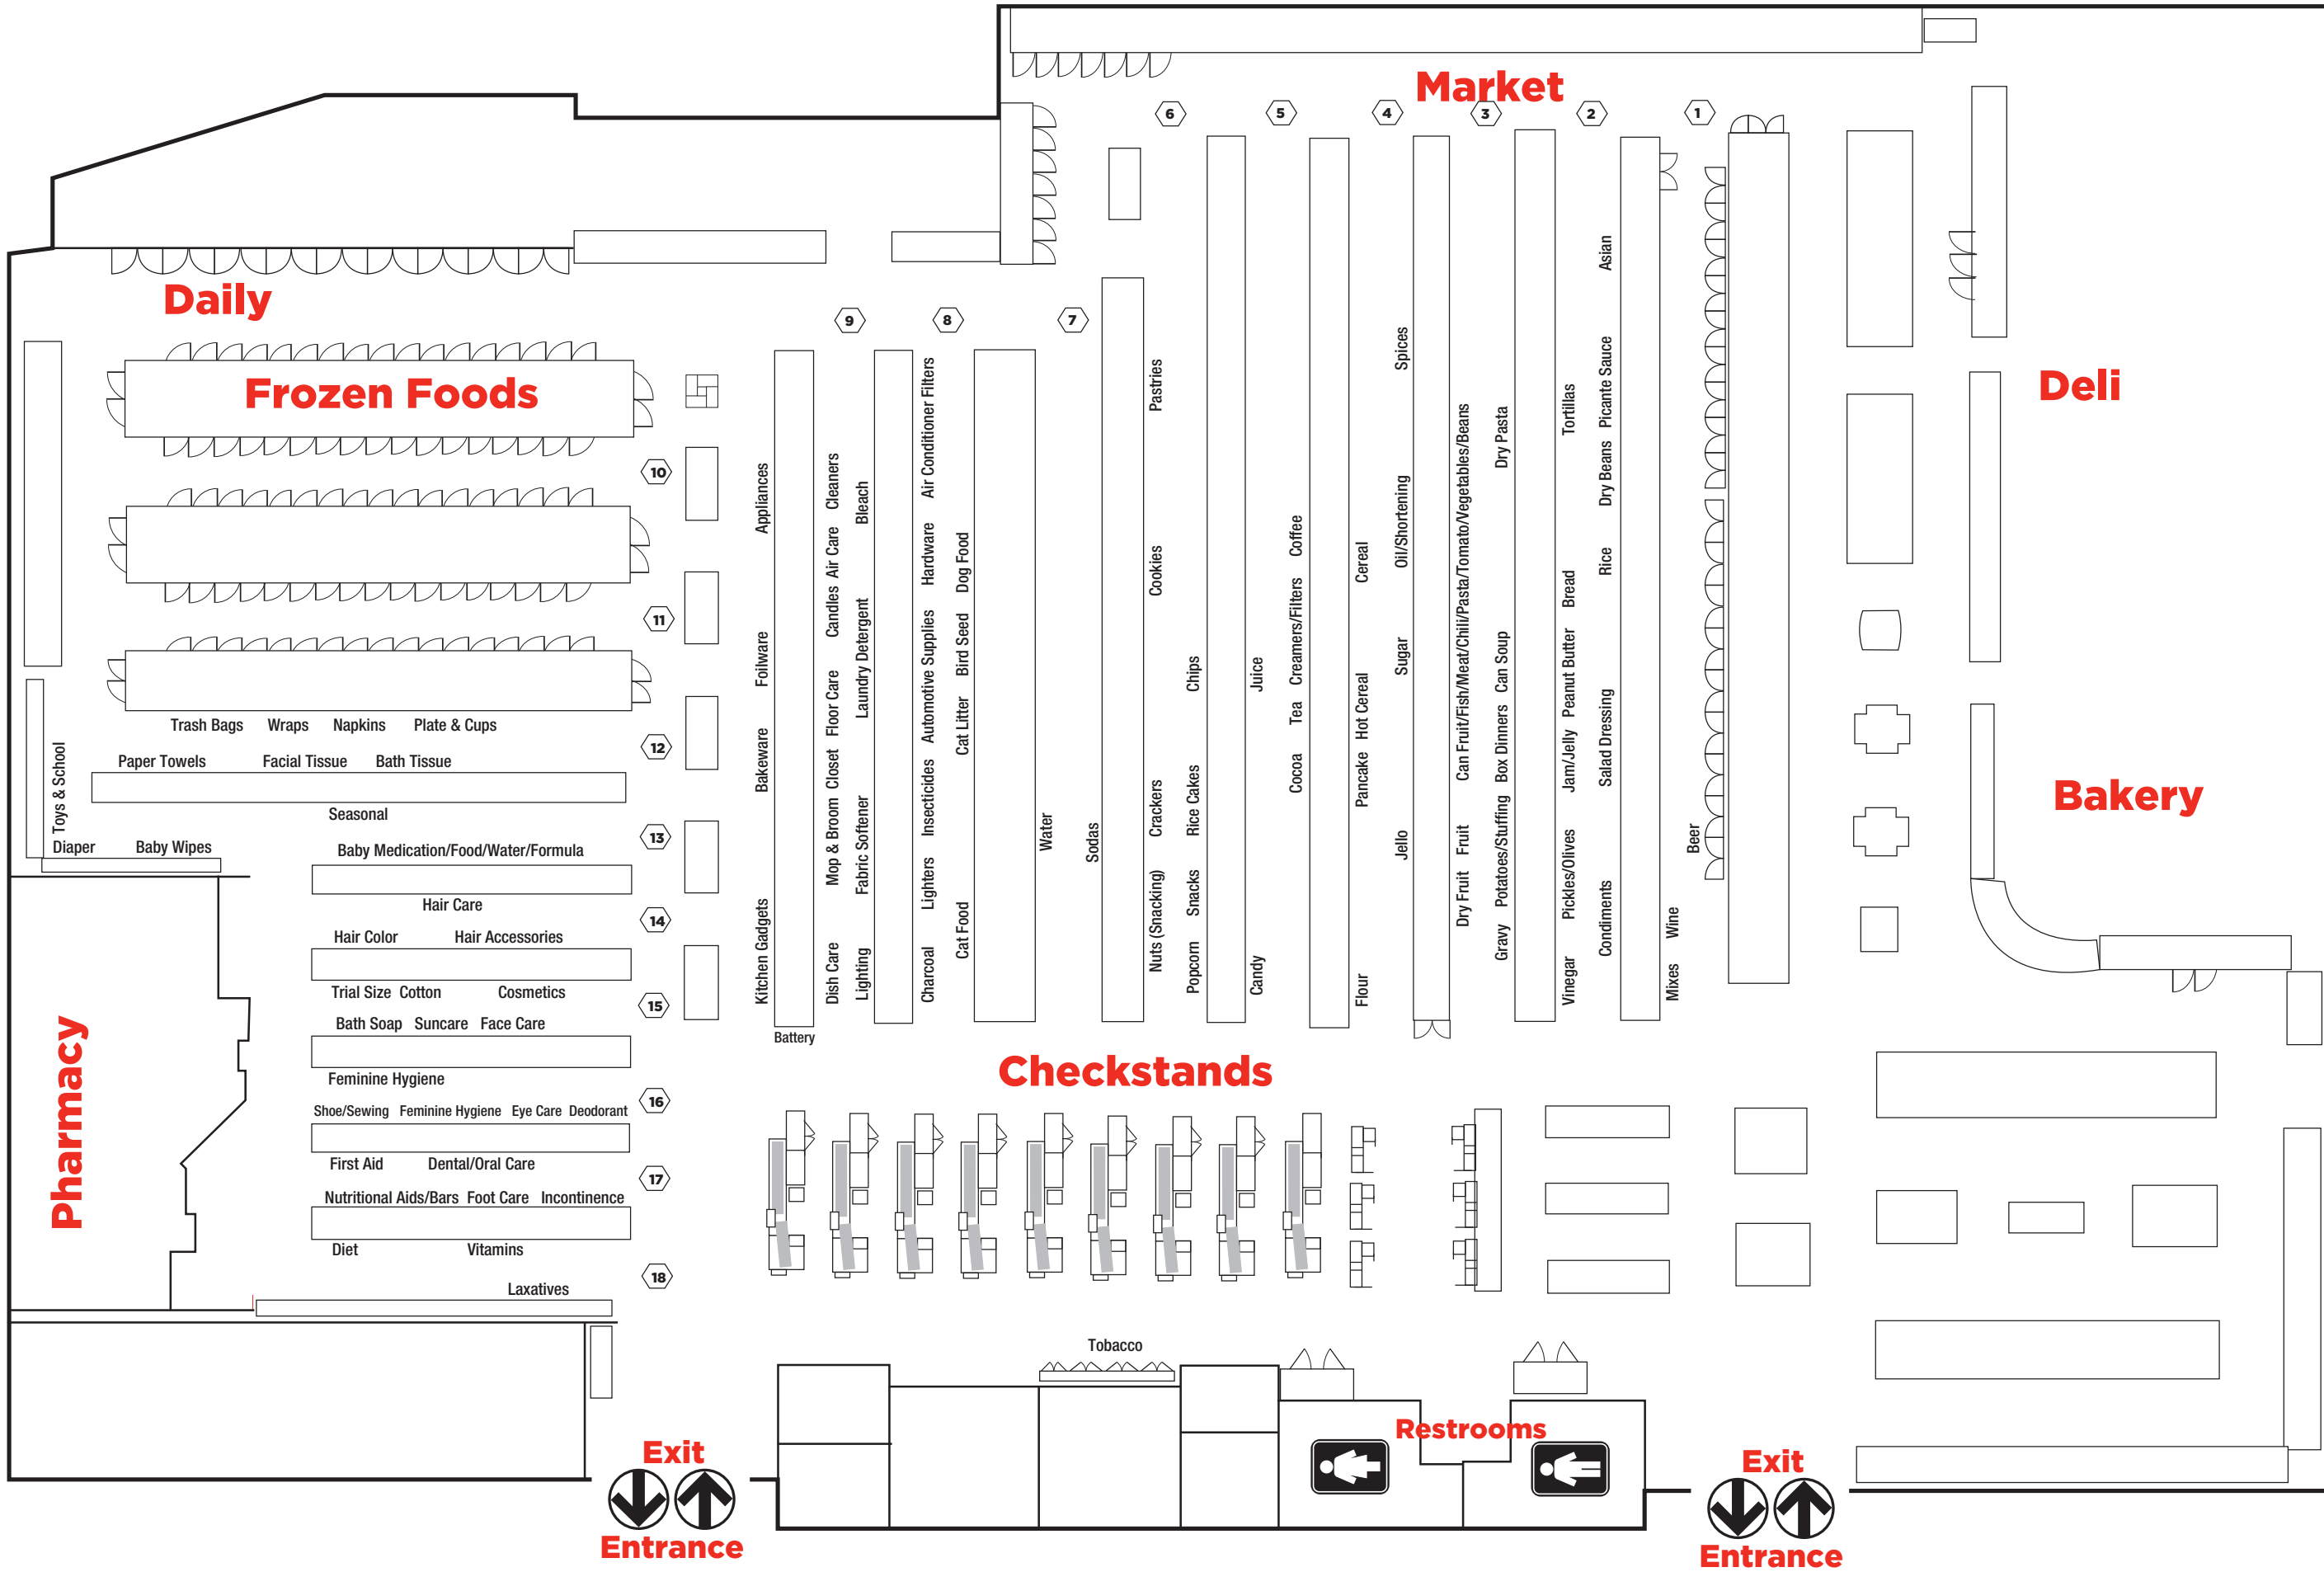 Market
6
5
4
3
2
1
Daily
9
8
7
Frozen Foods
Deli
Bakery
10
11
12
13
14
15
16
17
18
Trash Bags Wraps Napkins Plate & Cups
Paper Towels Facial Tissue Bath Tissue
Toys & School
Seasonal
Diaper Baby Wipes
Baby Medication/Food/Water/Formula
Hair Care
Hair Color Hair Accessories
Trial Size Cotton Cosmetics
Bath Soap Suncare Face Care
Feminine Hygiene
Shoe/Sewing Feminine Hygiene Eye Care Deodorant
First Aid Dental/Oral Care
Nutritional Aids/Bars Foot Care Incontinence
Diet Vitamins
Laxatives
Pharmacy
Kitchen Gadgets Bakeware Foilware Appliances
Battery
Dish Care Mop & Broom Closet Floor Care Candles Air Care Cleaners
Lighting Fabric Softener Laundry Detergent Bleach
Charcoal Lighters Insecticides Automotive Supplies Hardware Air Conditioner Filters
Cat Food Cat Litter Bird Seed Dog Food
Water
Sodas
Nuts (Snacking) Crackers Cookies Pastries
Popcorn Snacks Rice Cakes Chips
Candy Juice
Cocoa Tea Creamers/Filters Coffee
Flour Pancake Hot Cereal Cereal
Jello Sugar Oil/Shortening Spices
Dry Fruit Fruit Can Fruit/Fish/Meat/Chili/Pasta/Tomato/Vegetables/Beans
Gravy Potatoes/Stuffing Box Dinners Can Soup Dry Pasta
Vinegar Pickles/Olives Jam/Jelly Peanut Butter Bread Tortillas
Condiments Salad Dressing Rice Dry Beans Picante Sauce Asian
Mixes Wine
Beer
Checkstands
Tobacco
Restrooms
Exit
Entrance
Exit
Entrance